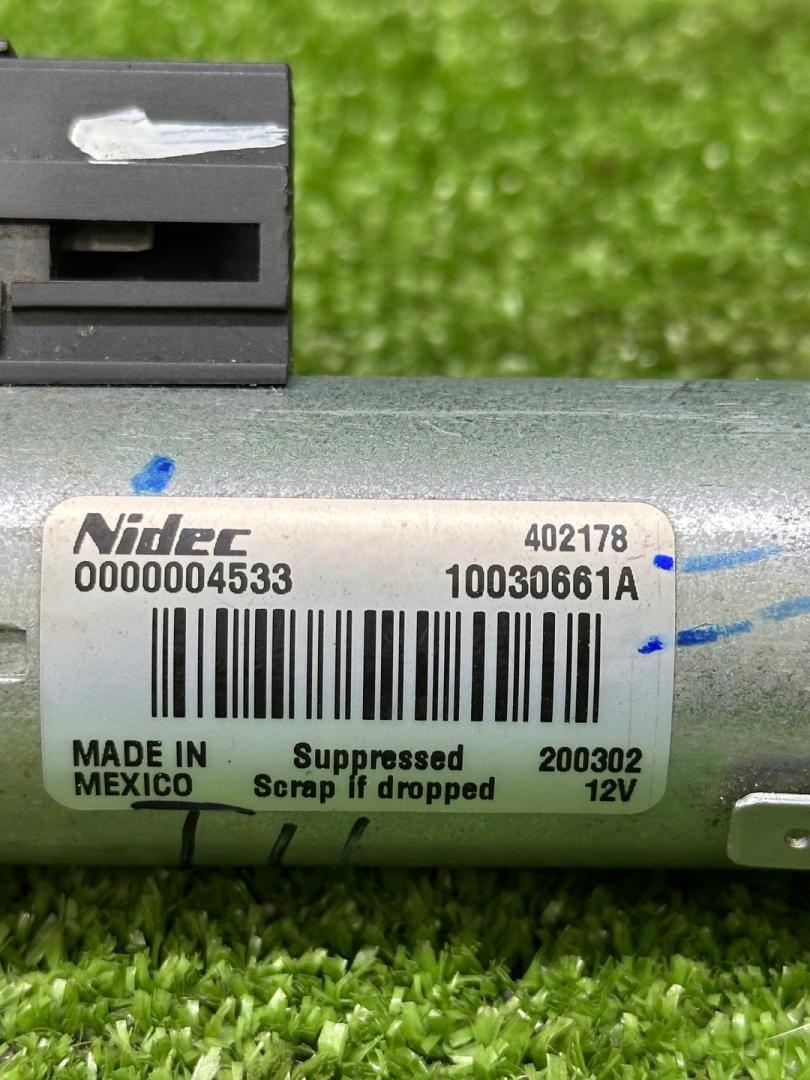 Nidec 402178
0000004533 10030661A
MADE IN Suppressed 200302
MEXICO Scrap if dropped 12V